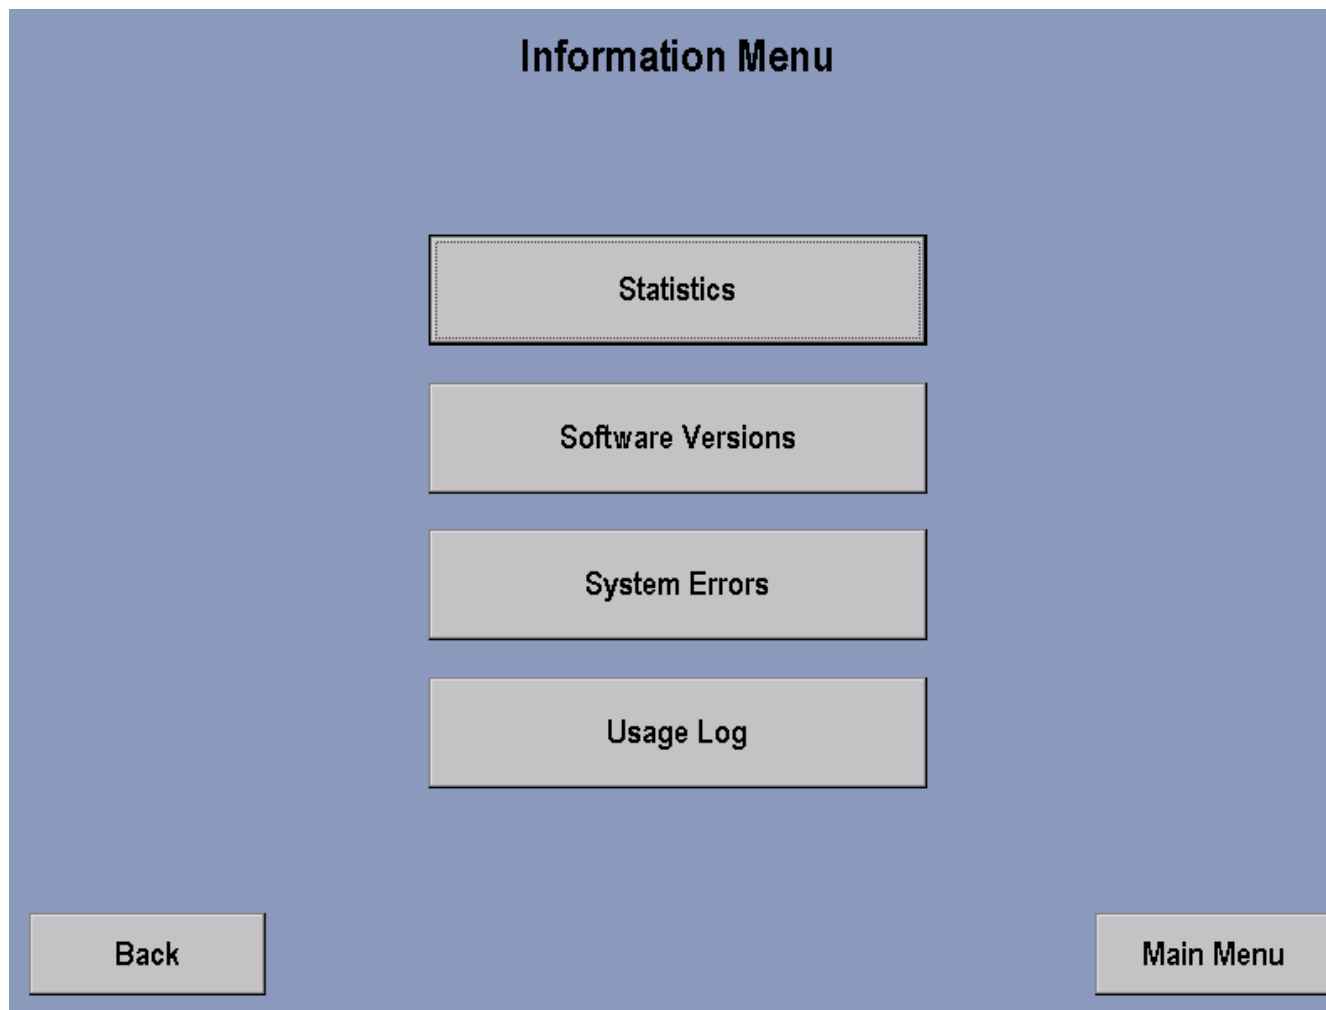 Information Menu
Statistics
Software Versions
System Errors
Usage Log
Back
Main Menu